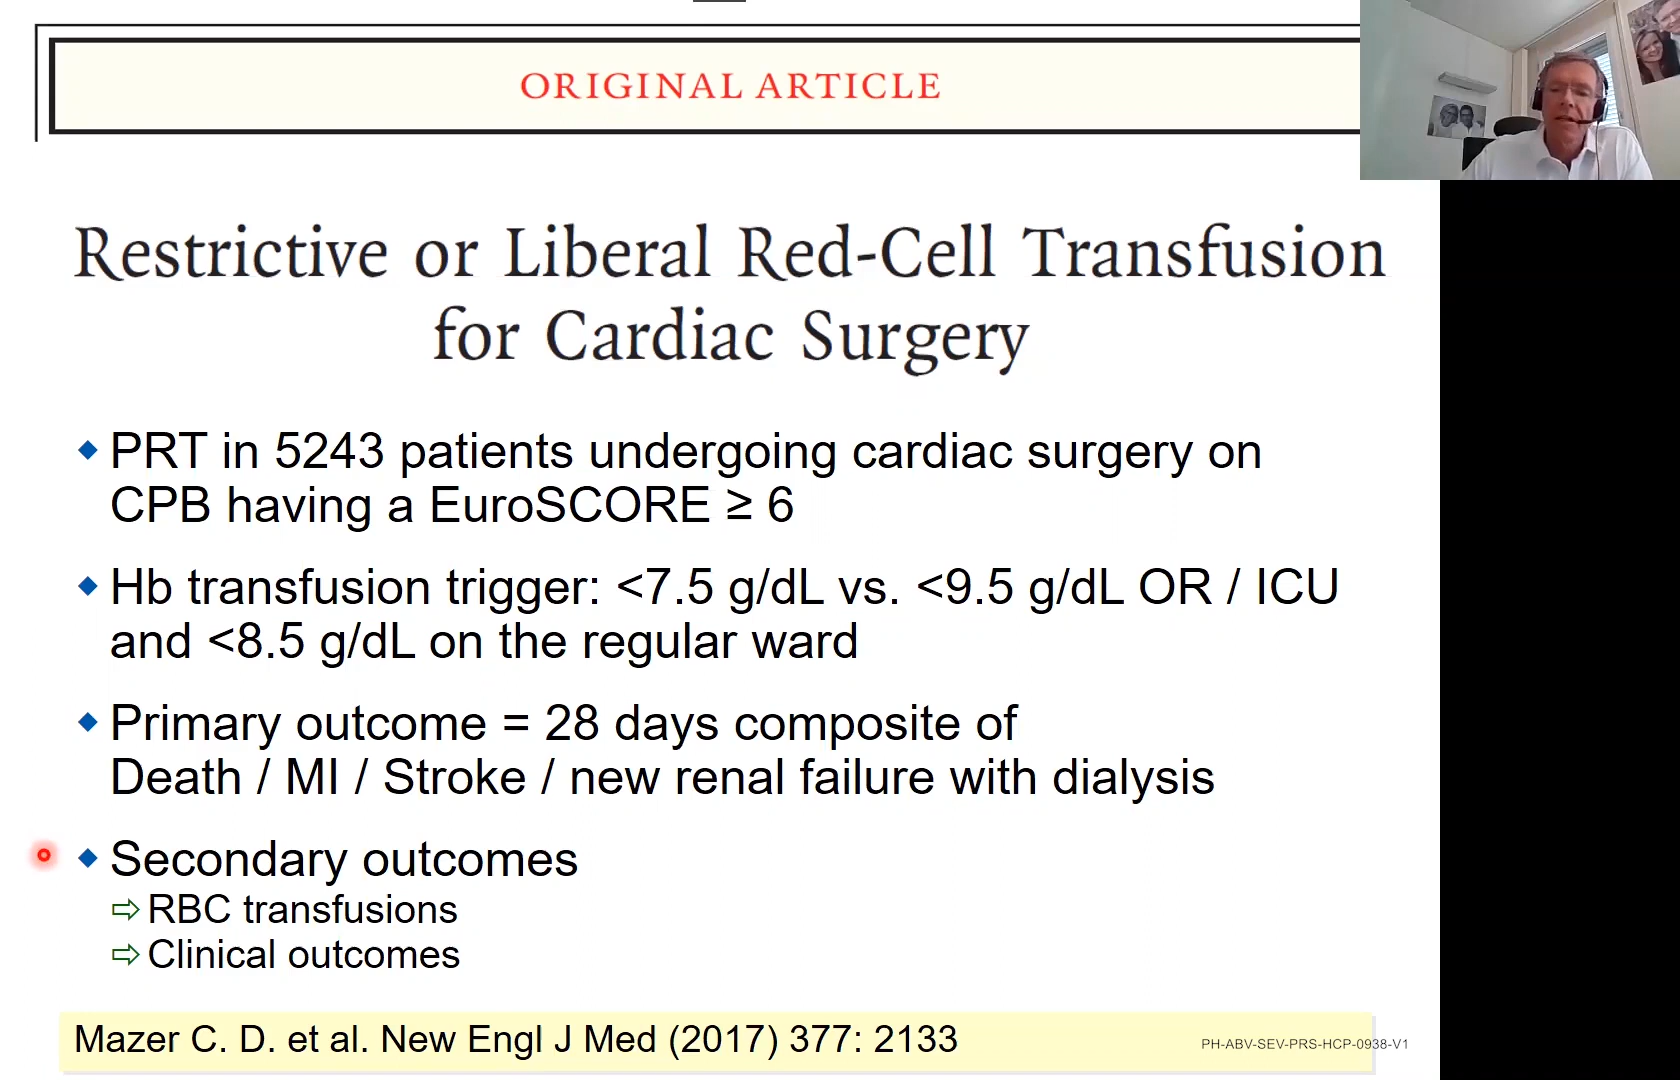 ORIGINAL ARTICLE
Restrictive or Liberal Red-Cell Transfusion
for Cardiac Surgery
PRT in 5243 patients undergoing cardiac surgery on
CPB having a EuroSCORE ≥ 6
Hb transfusion trigger: <7.5 g/dL vs. <9.5 g/dL OR / ICU
and <8.5 g/dL on the regular ward
Primary outcome = 28 days composite of
Death / MI / Stroke / new renal failure with dialysis
Secondary outcomes
⇨ RBC transfusions
⇨ Clinical outcomes
Mazer C. D. et al. New Engl J Med (2017) 377: 2133
PH-ABV-SEV-PRS-HCP-0938-V1